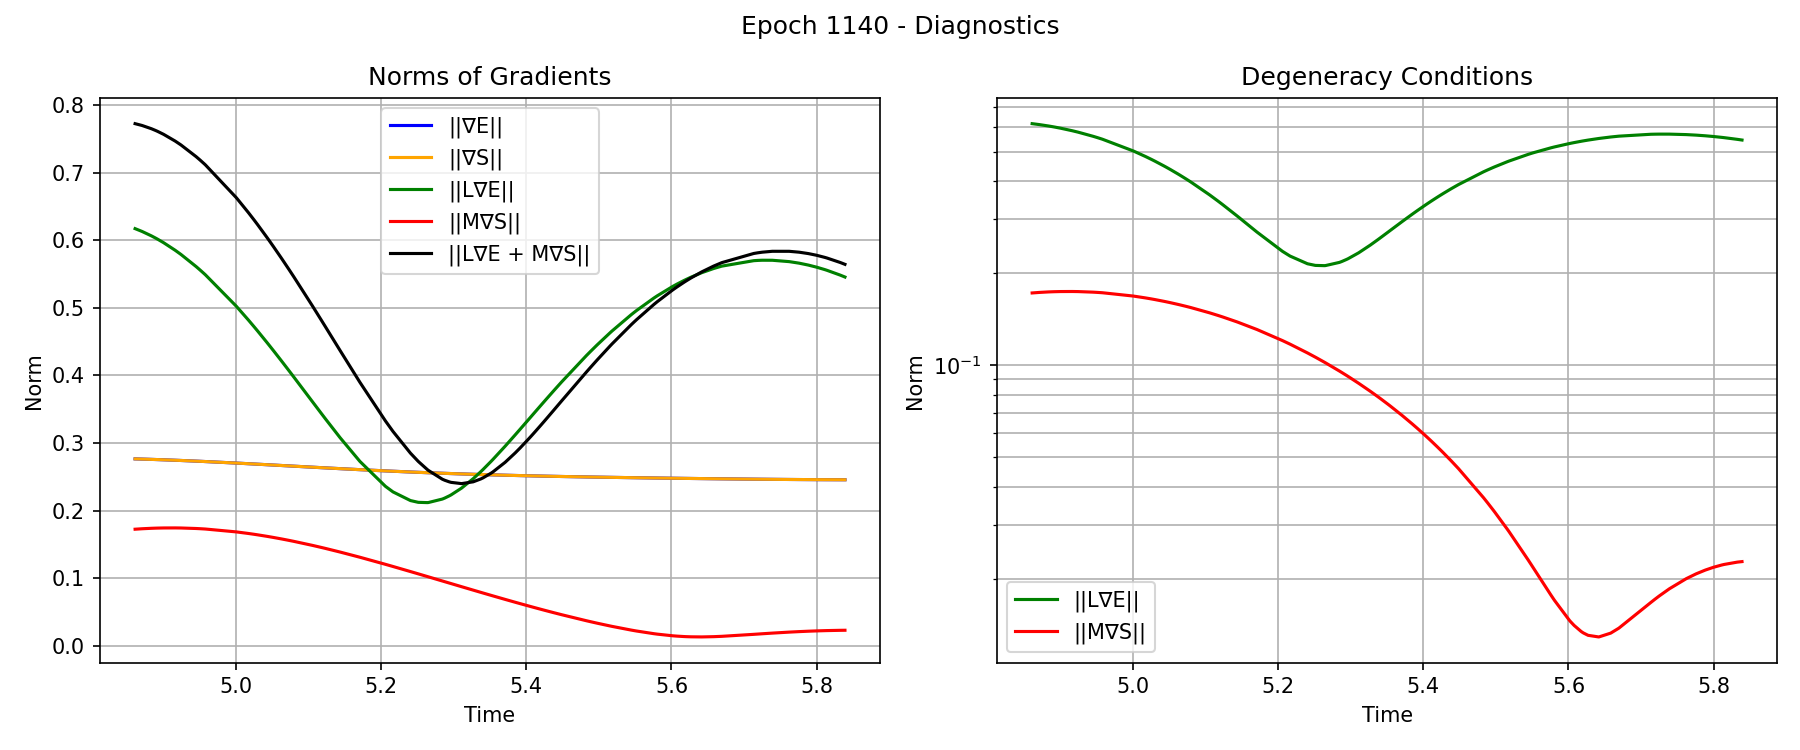 Epoch 1140 - Diagnostics
Norms of Gradients
0.8
0.7
0.6
0.5
0.4
0.3
0.2
0.1
0.0
Norm
||∇E||
||∇S||
||L∇E||
||M∇S||
||L∇E + M∇S||
5.0
5.2
5.4
5.6
5.8
Time
Degeneracy Conditions
10⁻¹
Norm
||L∇E||
||M∇S||
5.0
5.2
5.4
5.6
5.8
Time